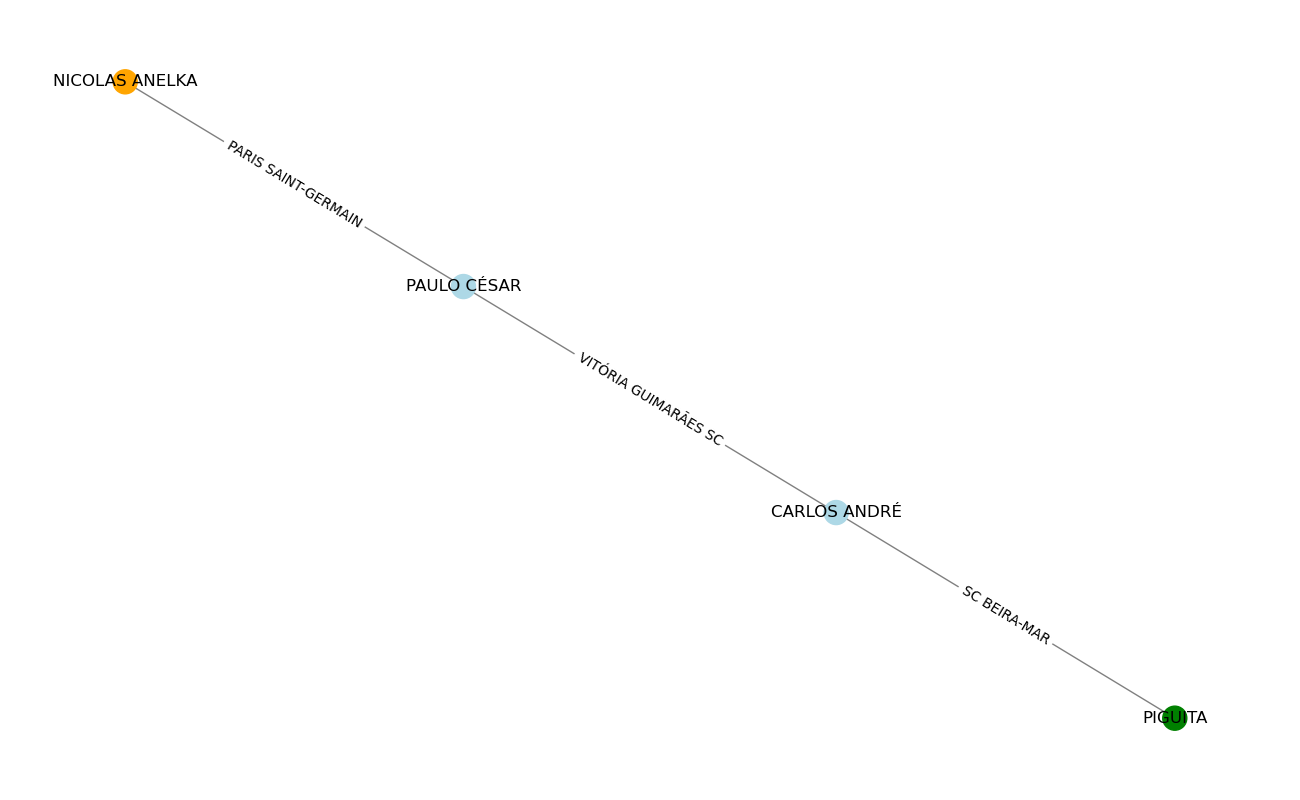 NICOLAS ANELKA
PARIS SAINT-GERMAIN
PAULO CÉSAR
VITÓRIA GUIMARÃES SC
CARLOS ANDRÉ
SC BEIRA-MAR
PIGUITA